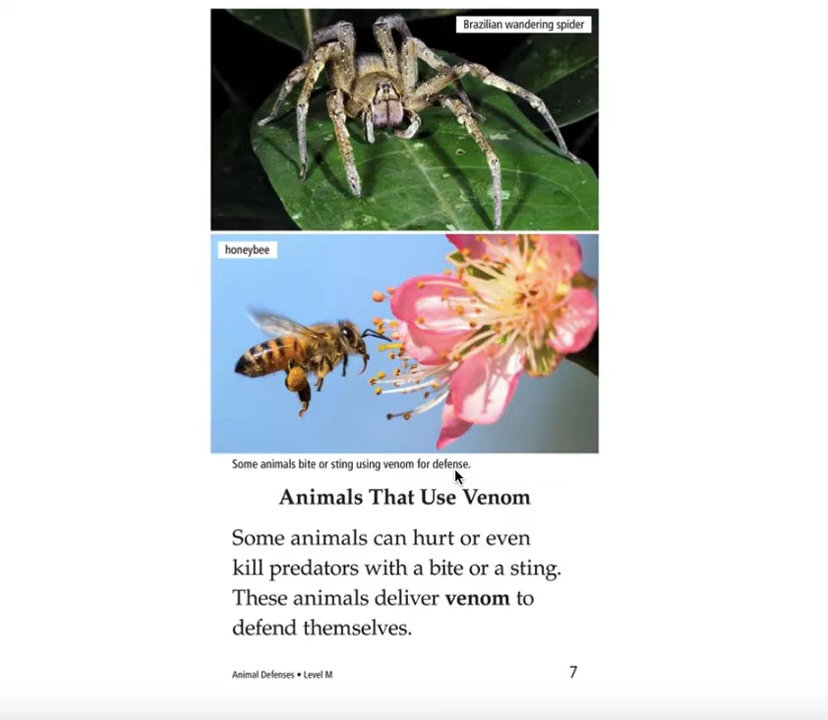 Brazilian wandering spider
honeybee
Some animals bite or sting using venom for defense.
Animals That Use Venom
Some animals can hurt or even
kill predators with a bite or a sting.
These animals deliver venom to
defend themselves.
Animal Defenses • Level M
7